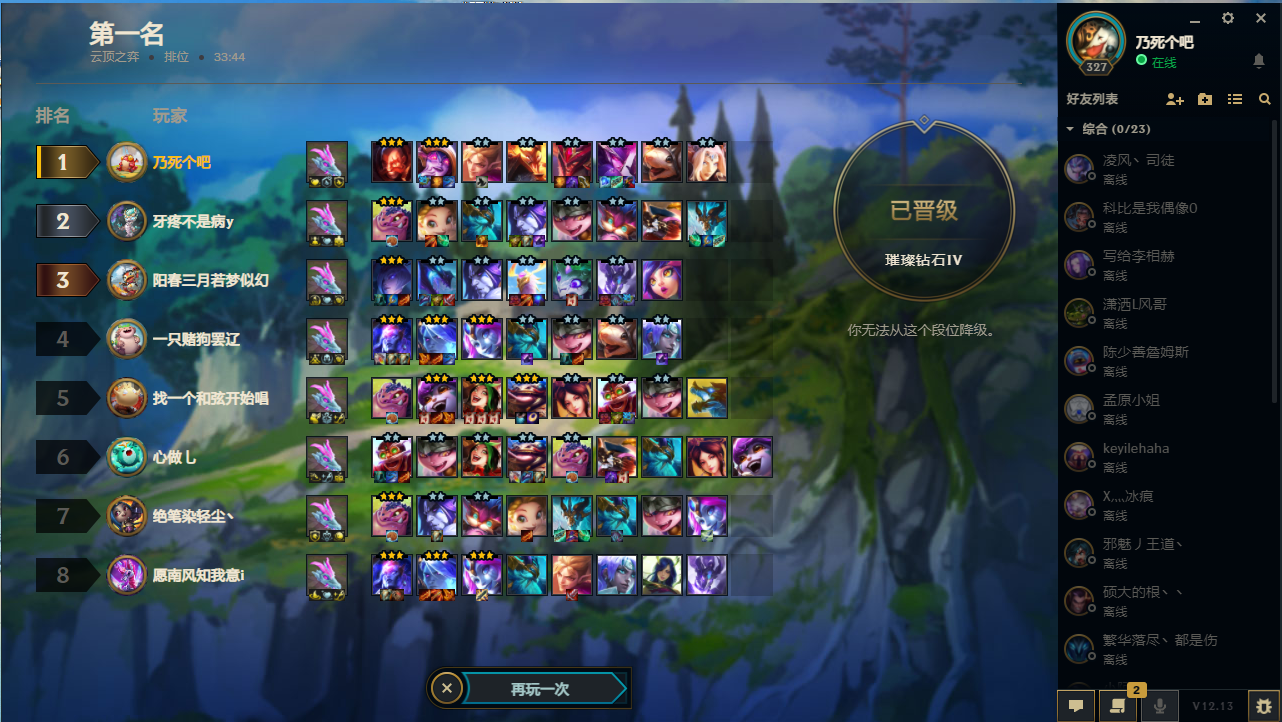 第一名
云顶之弈 • 排位 • 33:44
排名 玩家
1 乃死个吧
2 牙疼不是病y
3 阳春三月若梦似幻
4 一只赌狗罢辽
5 找一个和弦开始唱
6 心做し
7 绝笔染轻尘丶
8 愿南风知我意i
已晋级
璀璨钻石IV
你无法从这个段位降级。
再玩一次
327
乃死个吧
在线
好友列表
综合 (0/23)
凌风丶司徒
离线
科比是我偶像0
离线
写给李相赫
离线
潇洒L风哥
离线
陈少善詹姆斯
离线
孟原小姐
离线
keyilehaha
离线
X灬冰痕
离线
邪魅丿王道丶
离线
硕大的根丶丶
离线
繁华落尽丶都是伤
离线
2
V12.13